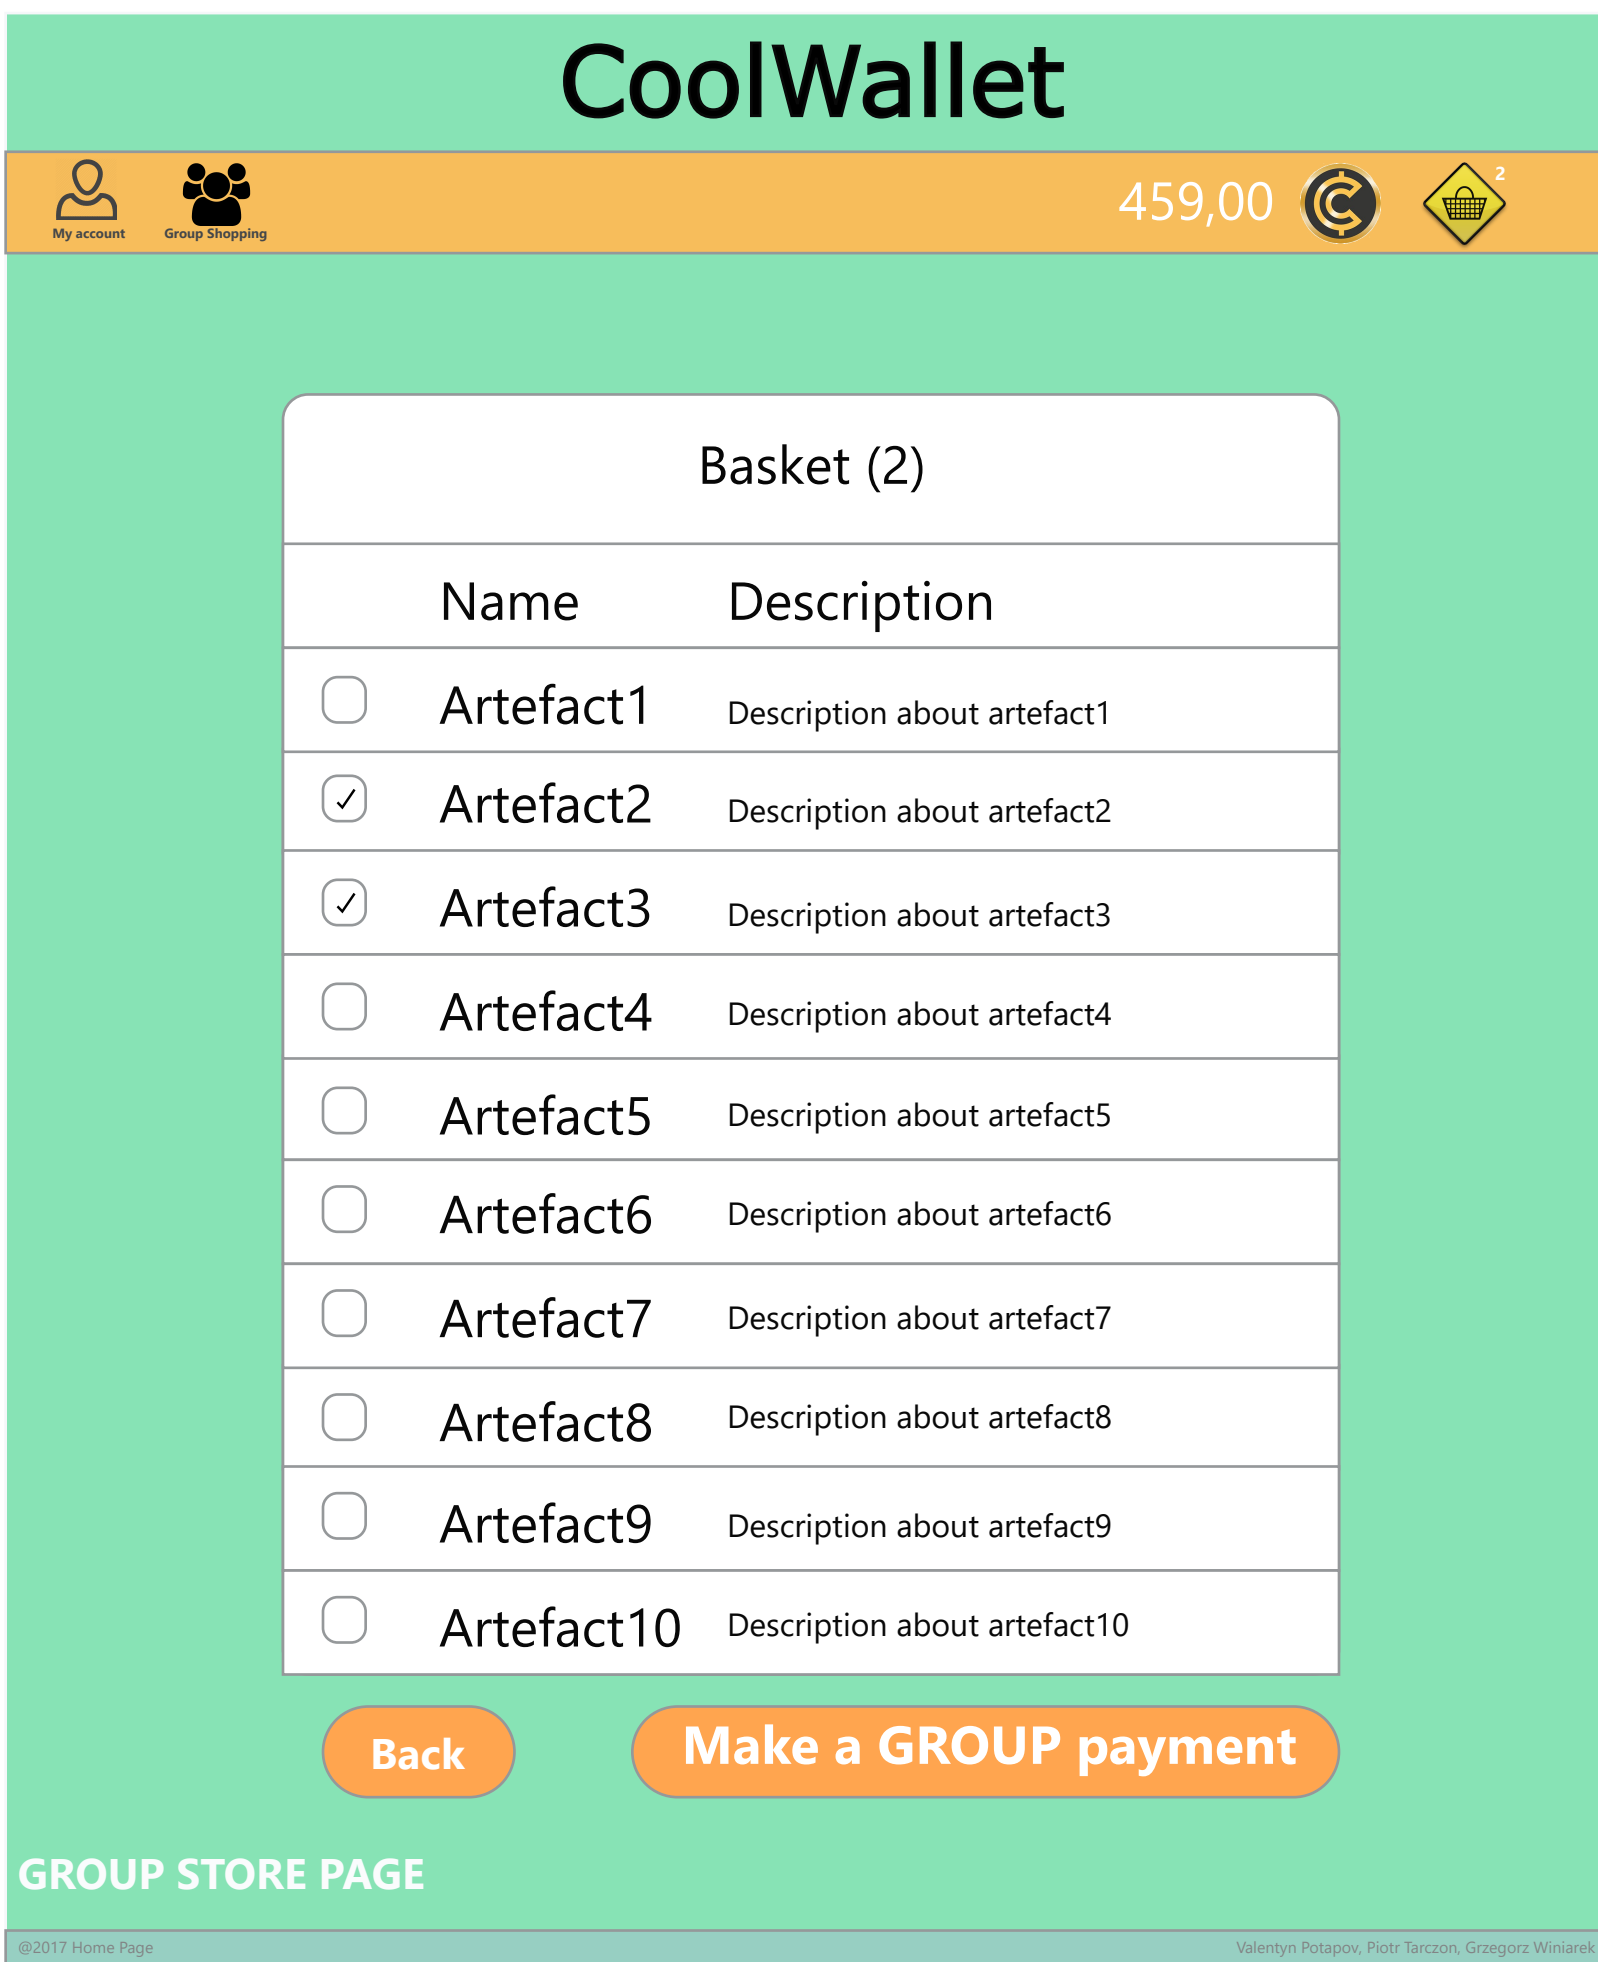 CoolWallet
My account
Group Shopping
459,00
2
Basket (2)
Name Description
Artefact1 Description about artefact1
Artefact2 Description about artefact2
Artefact3 Description about artefact3
Artefact4 Description about artefact4
Artefact5 Description about artefact5
Artefact6 Description about artefact6
Artefact7 Description about artefact7
Artefact8 Description about artefact8
Artefact9 Description about artefact9
Artefact10 Description about artefact10
Back
Make a GROUP payment
GROUP STORE PAGE
@2017 Home Page
Valentyn Potapov, Piotr Tarczon, Grzegorz Winiarek